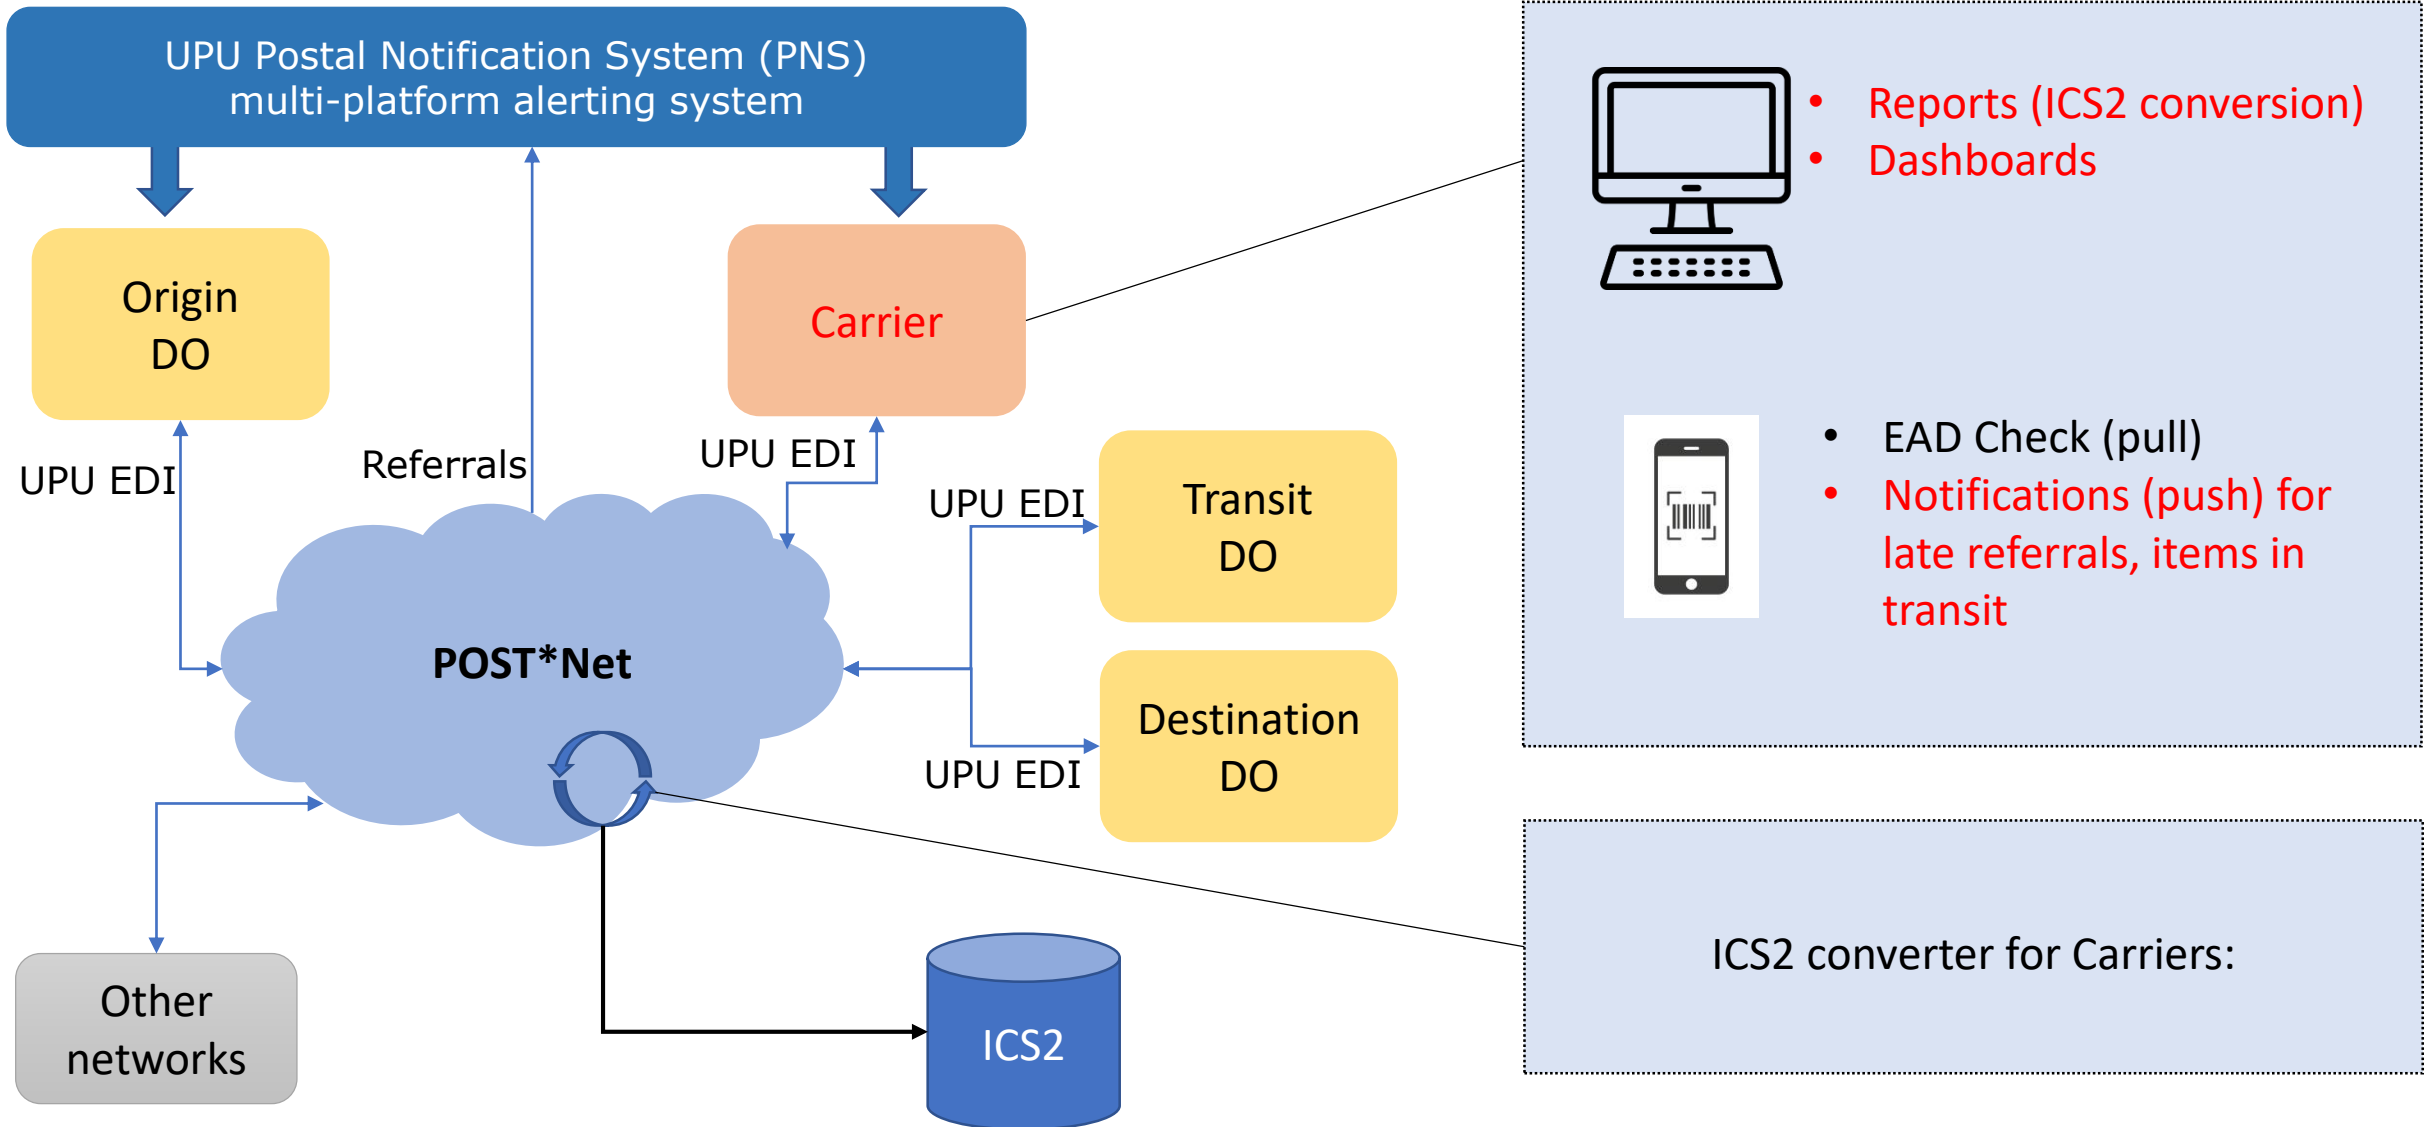 UPU Postal Notification System (PNS)
multi-platform alerting system
• Reports (ICS2 conversion)
• Dashboards
Origin
DO
Carrier
UPU EDI
Referrals
UPU EDI
UPU EDI
Transit
DO
• EAD Check (pull)
• Notifications (push) for
late referrals, items in
transit
POST*Net
Destination
DO
UPU EDI
ICS2 converter for Carriers:
Other
networks
ICS2